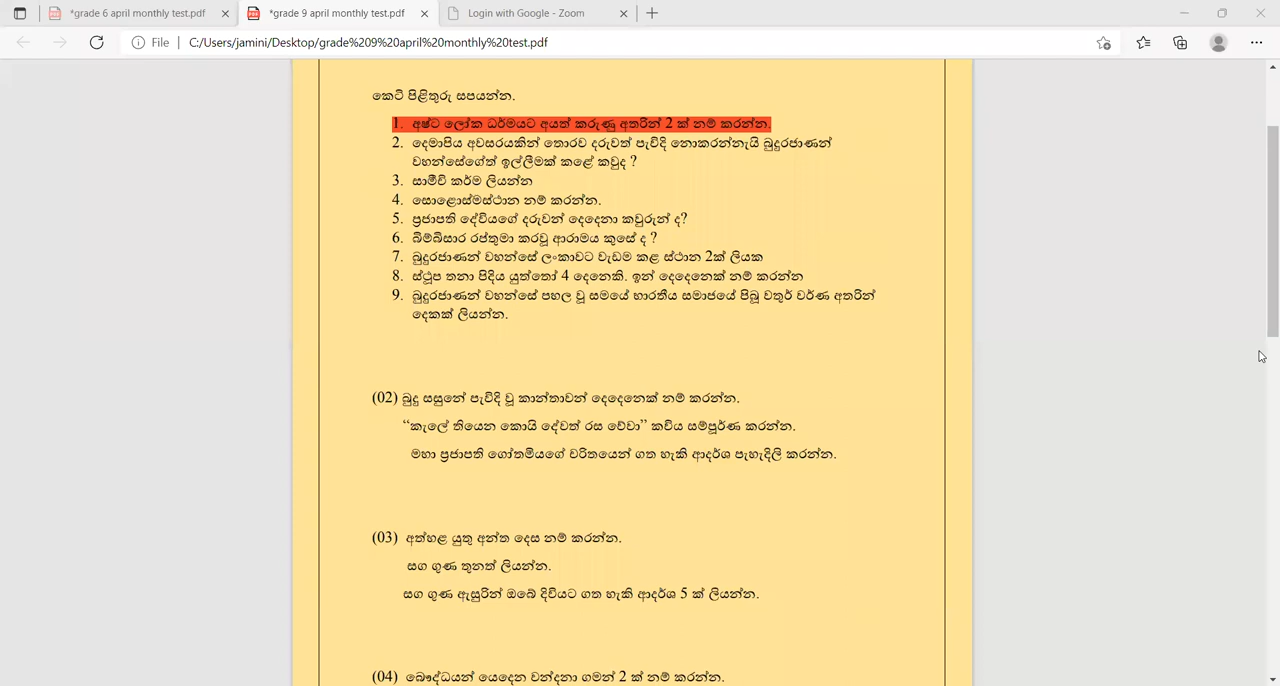 *grade 6 april monthly test.pdf
*grade 9 april monthly test.pdf
Login with Google - Zoom
File
C:/Users/jamini/Desktop/grade%209%20april%20monthly%20test.pdf
කෙටි පිළිතුරු සපයන්න.
1. අෂ්ට ලෝක ධර්මයට අයත් කරුණු අතරින් 2 ක් නම් කරන්න.
2. දෙමාපිය අවසරයකින් තොරව දරුවන් පැවිදි නොකරන්නැයි බුදුරජාණන්
වහන්සේගේන් ඉල්ලීමක් කළේ කවුද ?
3. සාමීචි කර්ම ලියන්න
4. සොළොස්මස්ථාන නම් කරන්න.
5. ප්‍රජාපති දේවියගේ දරුවන් දෙදෙනා කවුරුන් ද?
6. බිම්බිසාර රජතුමා කරවූ ආරාමය කුසේ ද ?
7. බුදුරජාණන් වහන්සේ ලංකාවට වැඩම කළ ස්ථාන 2ක් ලියක
8. ස්ථූප තනා පිදිය යුත්තෝ 4 දෙනෙකි. ඉන් දෙදෙනෙක් නම් කරන්න
9. බුදුරජාණන් වහන්සේ පහල වූ සමයේ භාරතීය සමාජයේ පිබූ චතුර් වර්ණ අතරින්
දෙකක් ලියන්න.
(02) බුදු සසුනේ පැවිදි වූ කාන්තාවන් දෙදෙනෙක් නම් කරන්න.
“කැලේ තියෙන කොයි දේවත් රස වේවා” කවිය සම්පූර්ණ කරන්න.
මහා ප්‍රජාපති ගෝතමියගේ චරිතයෙන් ගත හැකි ආදර්ශ පැහැදිලි කරන්න.
(03) අත්හළ යුතු අන්ත දෙස නම් කරන්න.
සග ගුණ තුනත් ලියන්න.
සග ගුණ ඇසුරින් ඔබේ දිවියට ගත හැකි ආදර්ශ 5 ක් ලියන්න.
(04) බෞද්ධයන් යෙදෙන වන්දනා ගමන් 2 ක් නම් කරන්න.